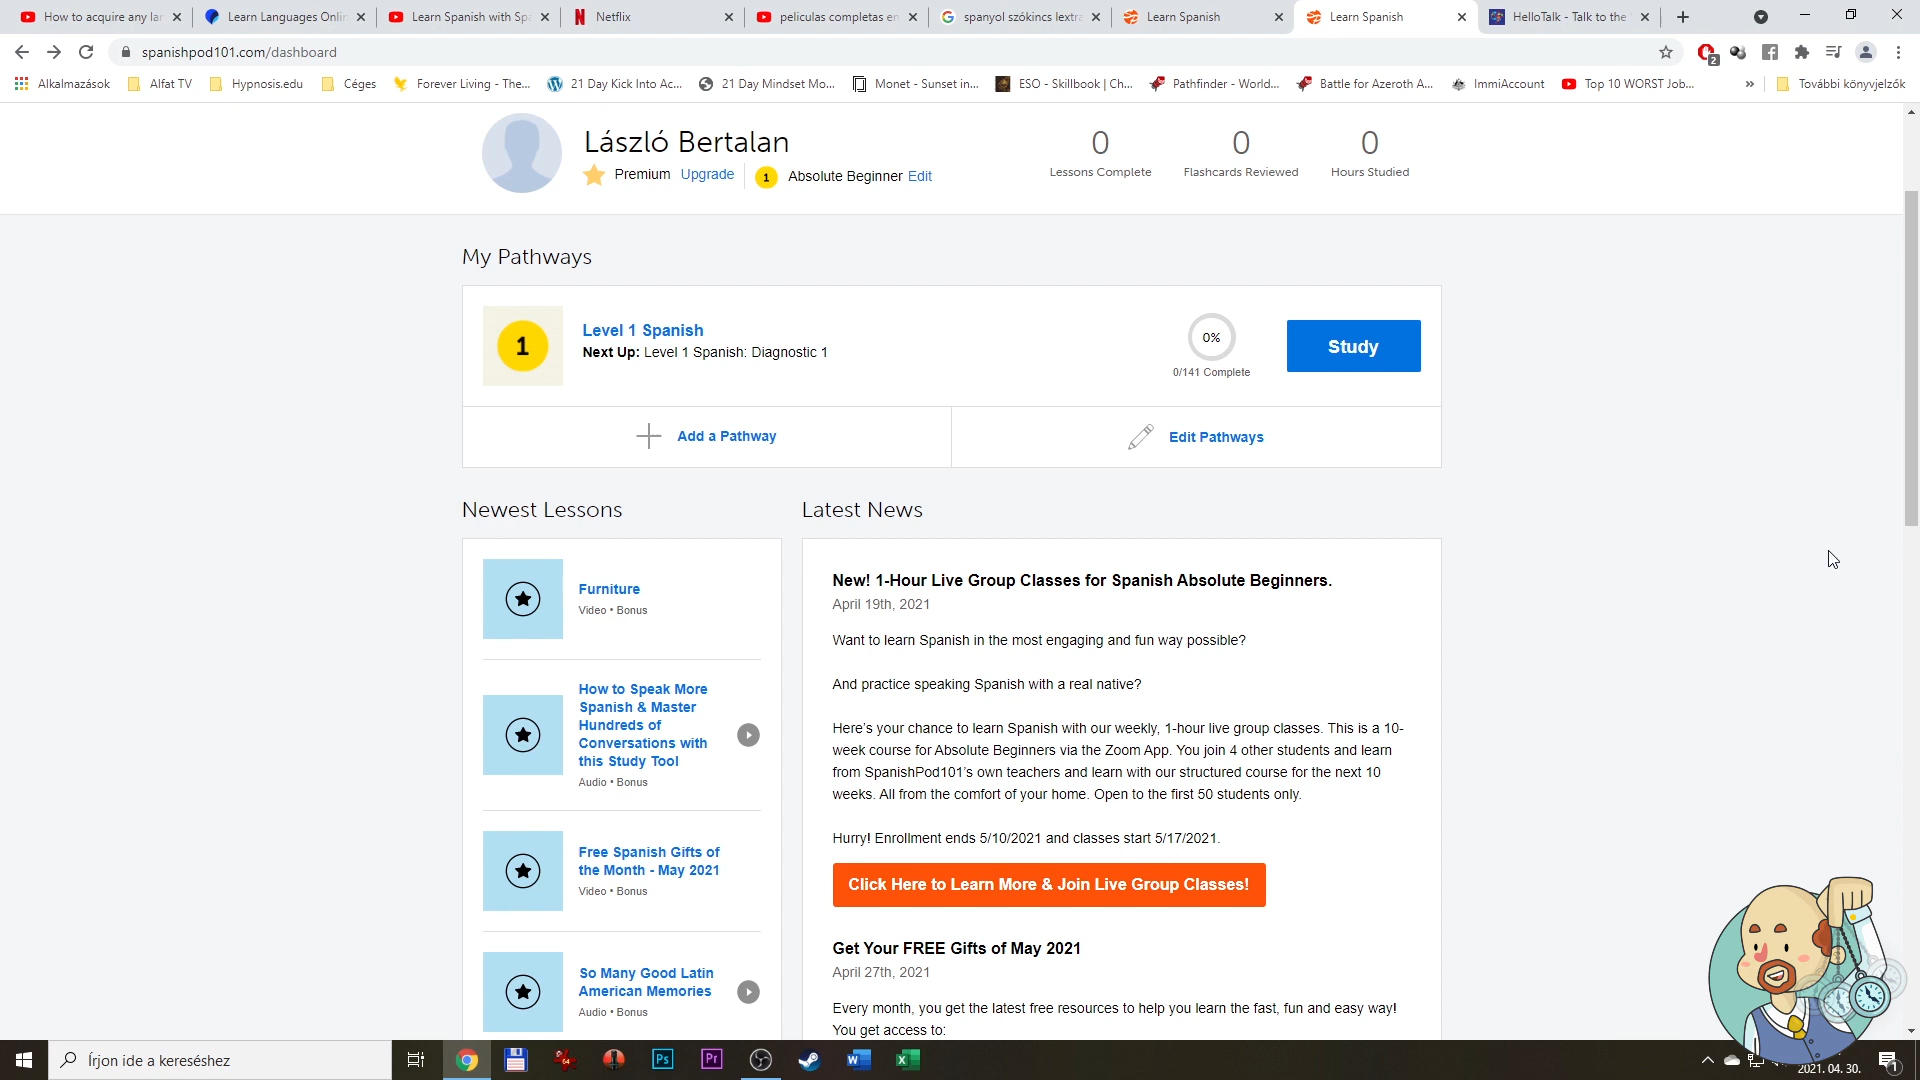 How to acquire any lan
Learn Languages Onlin
Learn Spanish with Spa
Netflix
peliculas completas en
spanyol szókincs lextra
Learn Spanish
Learn Spanish
HelloTalk - Talk to the
spanishpod101.com/dashboard
2
Alkalmazások
Alfat TV
Hypnosis.edu
Céges
Forever Living - The...
21 Day Kick Into Ac...
21 Day Mindset Mo...
Monet - Sunset in...
ESO - Skillbook | Ch...
Pathfinder - World...
Battle for Azeroth A...
ImmiAccount
Top 10 WORST Job...
»
További könyvjelzők
László Bertalan
Premium Upgrade
1 Absolute Beginner Edit
0
Lessons Complete
0
Flashcards Reviewed
0
Hours Studied
My Pathways
1
Level 1 Spanish
Next Up: Level 1 Spanish: Diagnostic 1
0%
0/141 Complete
Study
Add a Pathway
Edit Pathways
Newest Lessons
Furniture
Video • Bonus
How to Speak More
Spanish & Master
Hundreds of
Conversations with
this Study Tool
Audio • Bonus
Free Spanish Gifts of
the Month - May 2021
Video • Bonus
So Many Good Latin
American Memories
Audio • Bonus
Latest News
New! 1-Hour Live Group Classes for Spanish Absolute Beginners.
April 19th, 2021
Want to learn Spanish in the most engaging and fun way possible?
And practice speaking Spanish with a real native?
Here's your chance to learn Spanish with our weekly, 1-hour live group classes. This is a 10-
week course for Absolute Beginners via the Zoom App. You join 4 other students and learn
from SpanishPod101's own teachers and learn with our structured course for the next 10
weeks. All from the comfort of your home. Open to the first 50 students only.
Hurry! Enrollment ends 5/10/2021 and classes start 5/17/2021.
Click Here to Learn More & Join Live Group Classes!
Get Your FREE Gifts of May 2021
April 27th, 2021
Every month, you get the latest free resources to help you learn the fast, fun and easy way!
You get access to:
Írjon ide a kereséshez
64
Ps
Pr
2021. 04. 30.
1